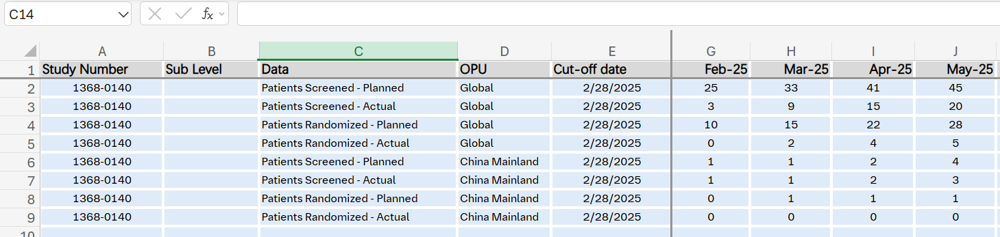 C14 fx
A B C D E G H I J
1 Study Number Sub Level Data OPU Cut-off date Feb-25 Mar-25 Apr-25 May-25
2 1368-0140 Patients Screened - Planned Global 2/28/2025 25 33 41 45
3 1368-0140 Patients Screened - Actual Global 2/28/2025 3 9 15 20
4 1368-0140 Patients Randomized - Planned Global 2/28/2025 10 15 22 28
5 1368-0140 Patients Randomized - Actual Global 2/28/2025 0 2 4 5
6 1368-0140 Patients Screened - Planned China Mainland 2/28/2025 1 1 2 4
7 1368-0140 Patients Screened - Actual China Mainland 2/28/2025 1 1 2 3
8 1368-0140 Patients Randomized - Planned China Mainland 2/28/2025 0 1 1 1
9 1368-0140 Patients Randomized - Actual China Mainland 2/28/2025 0 0 0 0
10